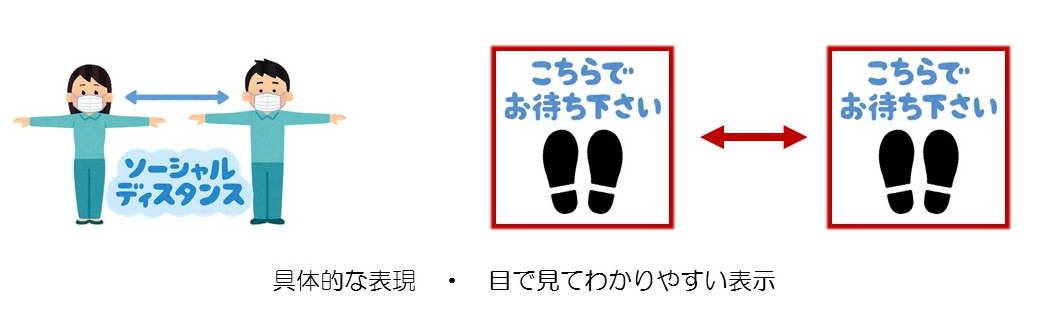 ソーシャル
ディスタンス
こちらで
お待ち下さい
こちらで
お待ち下さい
具体的な表現　・　目で見てわかりやすい表示